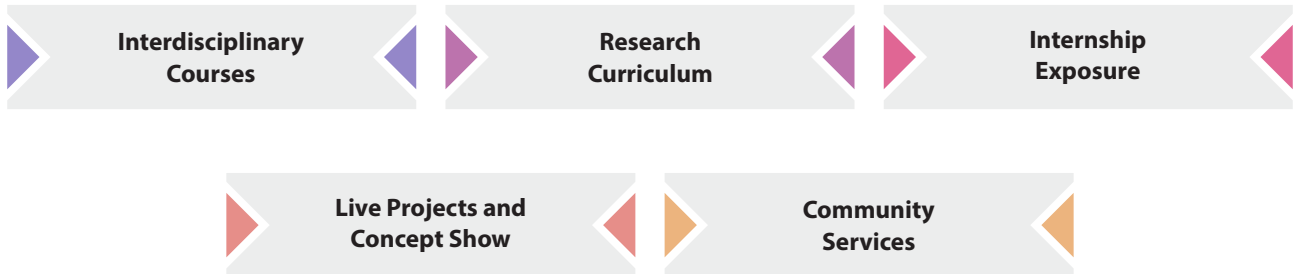 Interdisciplinary
Courses
Research
Curriculum
Internship
Exposure
Live Projects and
Concept Show
Community
Services